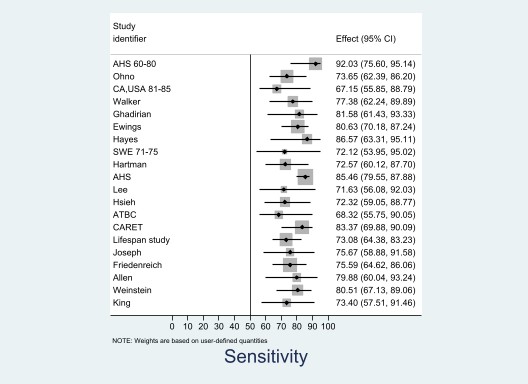 Study
identifier Effect (95% CI)
AHS 60-80 92.03 (75.60, 95.14)
Ohno 73.65 (62.39, 86.20)
CA,USA 81-85 67.15 (55.85, 88.79)
Walker 77.38 (62.24, 89.89)
Ghadirian 81.58 (61.43, 93.33)
Ewings 80.63 (70.18, 87.24)
Hayes 86.57 (63.31, 95.11)
SWE 71-75 72.12 (53.95, 95.02)
Hartman 72.57 (60.12, 87.70)
AHS 85.46 (79.55, 87.88)
Lee 71.63 (56.08, 92.03)
Hsieh 72.32 (59.05, 88.77)
ATBC 68.32 (55.75, 90.05)
CARET 83.37 (69.88, 90.09)
Lifespan study 73.08 (64.38, 83.23)
Joseph 75.67 (58.88, 91.58)
Friedenreich 75.59 (64.62, 86.06)
Allen 79.88 (60.04, 93.24)
Weinstein 80.51 (67.13, 89.06)
King 73.40 (57.51, 91.46)
0 10 20 30 40 50 60 70 80 90 100
NOTE: Weights are based on user-defined quantities
Sensitivity